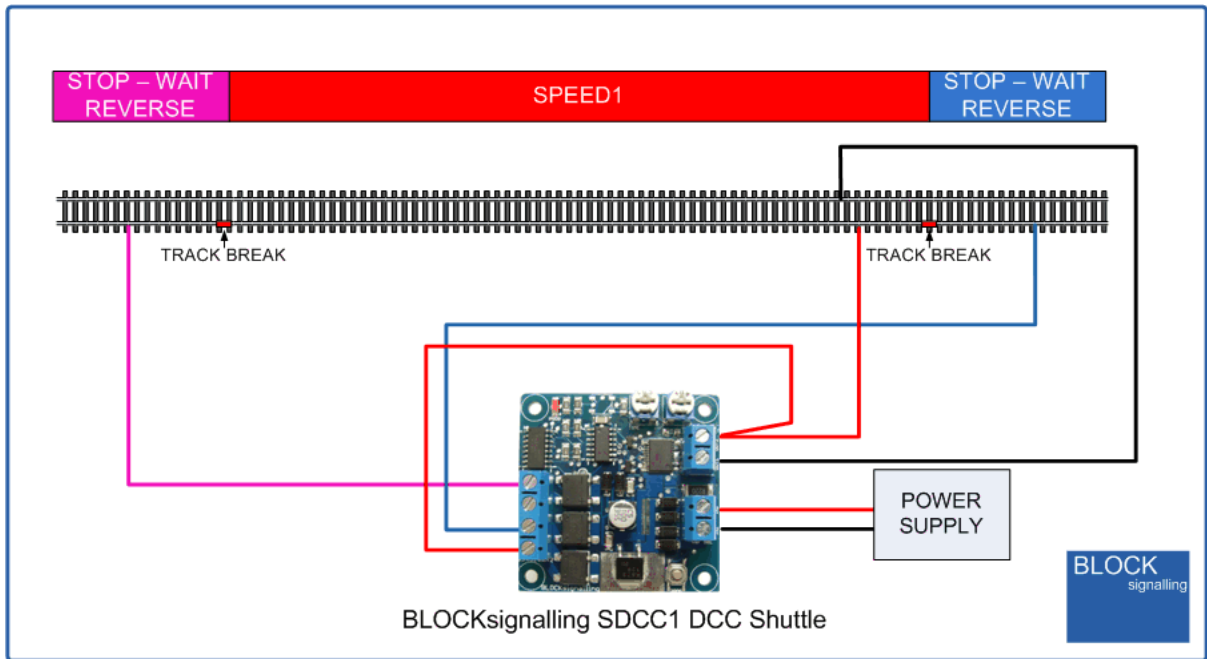 STOP – WAIT
REVERSE
SPEED1
STOP – WAIT
REVERSE
TRACK BREAK
TRACK BREAK
POWER
SUPPLY
BLOCKsignalling
BLOCKsignalling SDCC1 DCC Shuttle
BLOCK
signalling